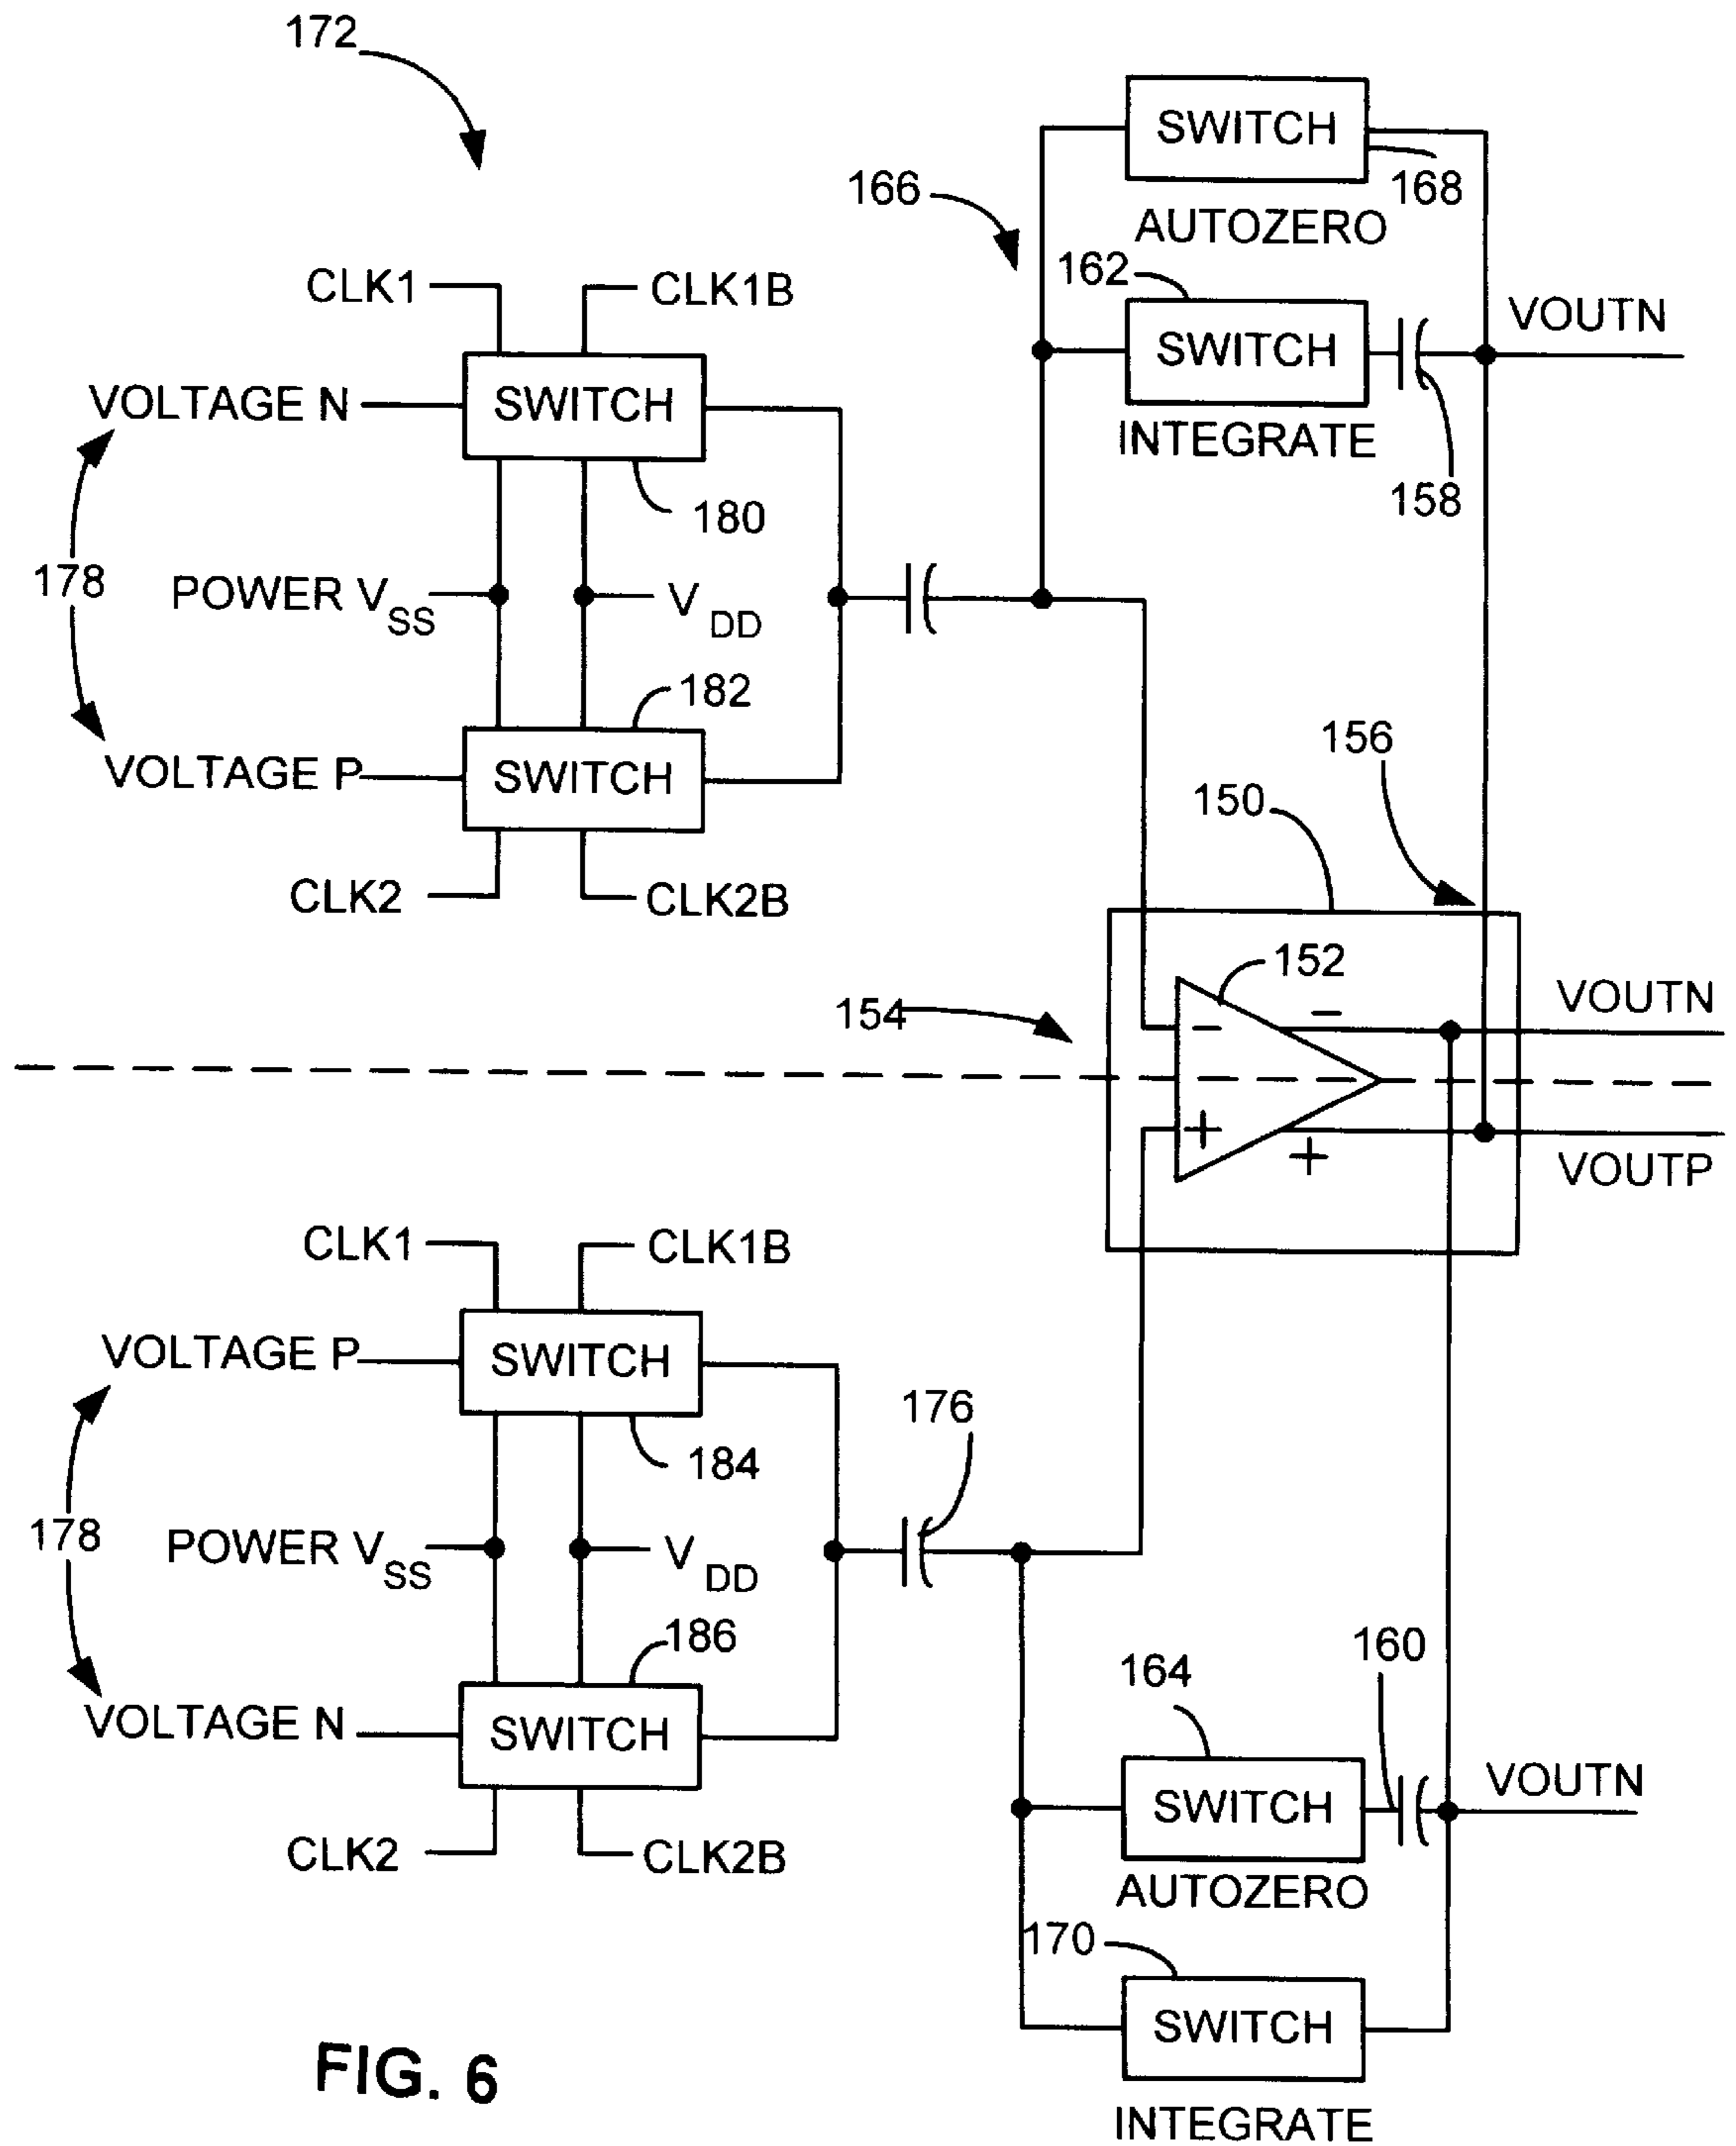 172
SWITCH
168
AUTOZERO
166
162
CLK1
CLK1B
SWITCH
VOUTN
INTEGRATE
158
VOLTAGE N
SWITCH
180
178
POWER VSS
VDD
182
VOLTAGE P
SWITCH
156
150
CLK2
CLK2B
152
−
−
154
VOUTN
+
+
VOUTP
CLK1
CLK1B
VOLTAGE P
SWITCH
176
184
178
POWER VSS
VDD
186
VOLTAGE N
SWITCH
164
160
SWITCH
VOUTN
CLK2
CLK2B
AUTOZERO
170
SWITCH
INTEGRATE
FIG. 6